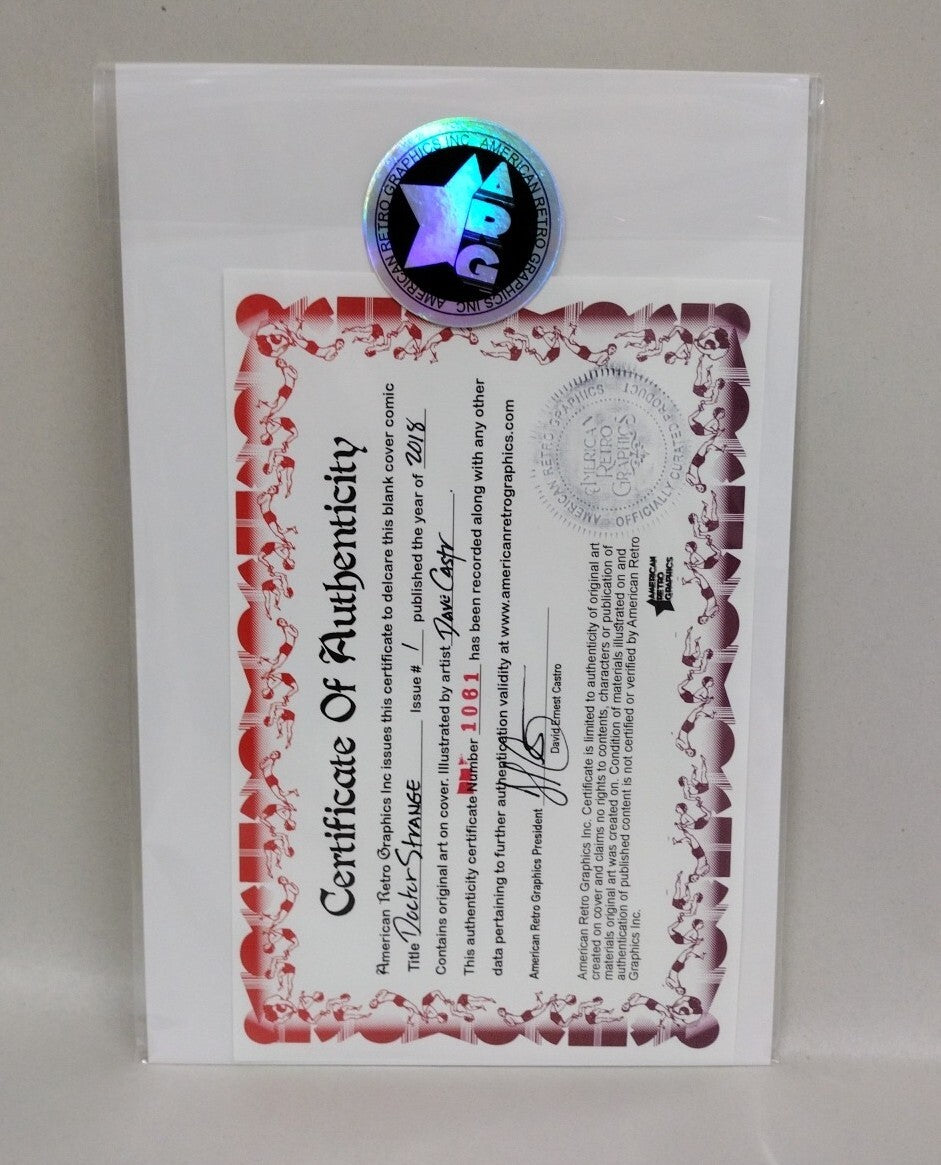 AMERICAN RETRO GRAPHICS INC. AMERICAN RETRO GRAPHICS INC.
ARG
Certificate Of Authenticity
American Retro Graphics Inc issues this certificate to delcare this blank cover comic
Title Doctor Strange Issue # 1 published the year of 2018
Contains original art on cover. Illustrated by artist Dave Castr.
This authenticity certificate Number 1061 has been recorded along with any other
data pertaining to further authentication validity at www.americanretrographics.com
American Retro Graphics President
David Ernest Castro
American Retro Graphics Inc. Certificate is limited to authenticity of original art
created on cover and claims no rights to contents, characters or publication of
materials original art was created on. Condition of materials illustrated on and
authentication of published content is not certified or verified by American Retro
Graphics Inc.
AMERICAN
RETRO
GRAPHICS
AMERICAN RETRO GRAPHICS
OFFICIALLY CURATED PRODUCT
AMERICAN
RETRO
GRAPHICS